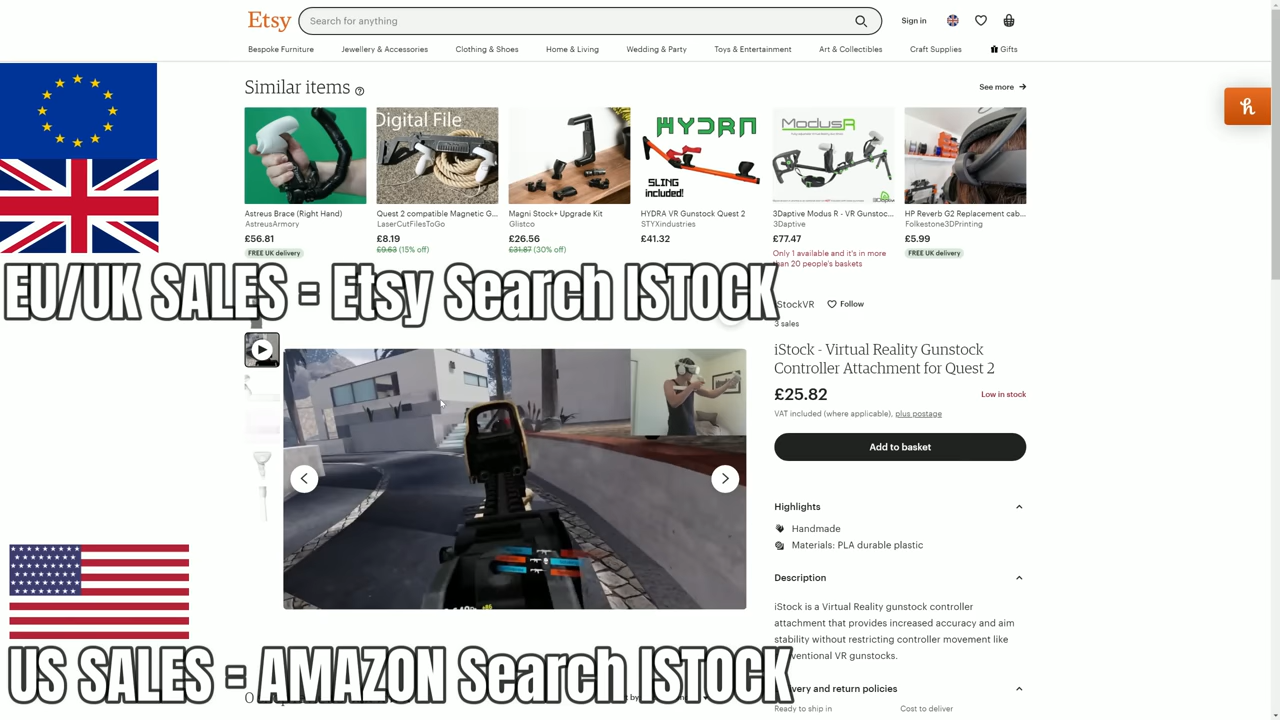 Etsy
Search for anything
Sign in
Bespoke Furniture
Jewellery & Accessories
Clothing & Shoes
Home & Living
Wedding & Party
Toys & Entertainment
Art & Collectibles
Craft Supplies
Gifts
Similar items
See more
Digital File
HYDRA
SLING
included!
ModusR
3Daptive
Astreus Brace (Right Hand)
AstreusArmory
£56.81
FREE UK delivery
Quest 2 compatible Magnetic G...
LaserCutFilesToGo
£8.19
£9.63 (15% off)
Magni Stock+ Upgrade Kit
Glistco
£26.56
£31.87 (30% off)
HYDRA VR Gunstock Quest 2
STYXindustries
£41.32
3Daptive Modus R - VR Gunstoc...
3Daptive
£77.47
Only 1 available and it's in more
than 20 people's baskets
HP Reverb G2 Replacement cab...
Folkestone3DPrinting
£5.99
FREE UK delivery
EU/UK SALES = Etsy Search ISTOCK
StockVR
Follow
3 sales
iStock - Virtual Reality Gunstock
Controller Attachment for Quest 2
£25.82
Low in stock
VAT included (where applicable), plus postage
Add to basket
Highlights
Handmade
Materials: PLA durable plastic
Description
iStock is a Virtual Reality gunstock controller
attachment that provides increased accuracy and aim
stability without restricting controller movement like
ventional VR gunstocks.
US SALES = AMAZON Search ISTOCK
very and return policies
Ready to ship in
Cost to deliver